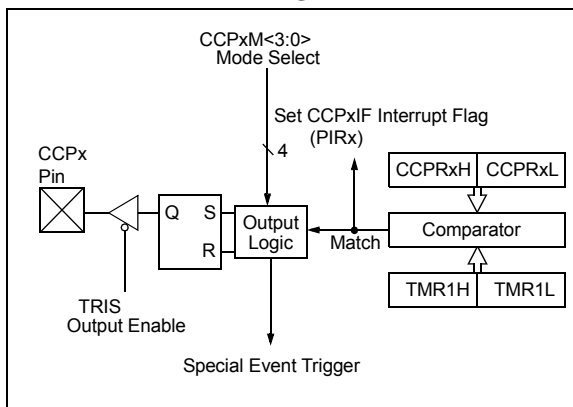 CCPxM<3:0>
Mode Select
Set CCPxIF Interrupt Flag
(PIRx)
4
CCPx
Pin
CCPRxH CCPRxL
Q S
R
Output
Logic
Match
Comparator
TMR1H TMR1L
TRIS
Output Enable
Special Event Trigger